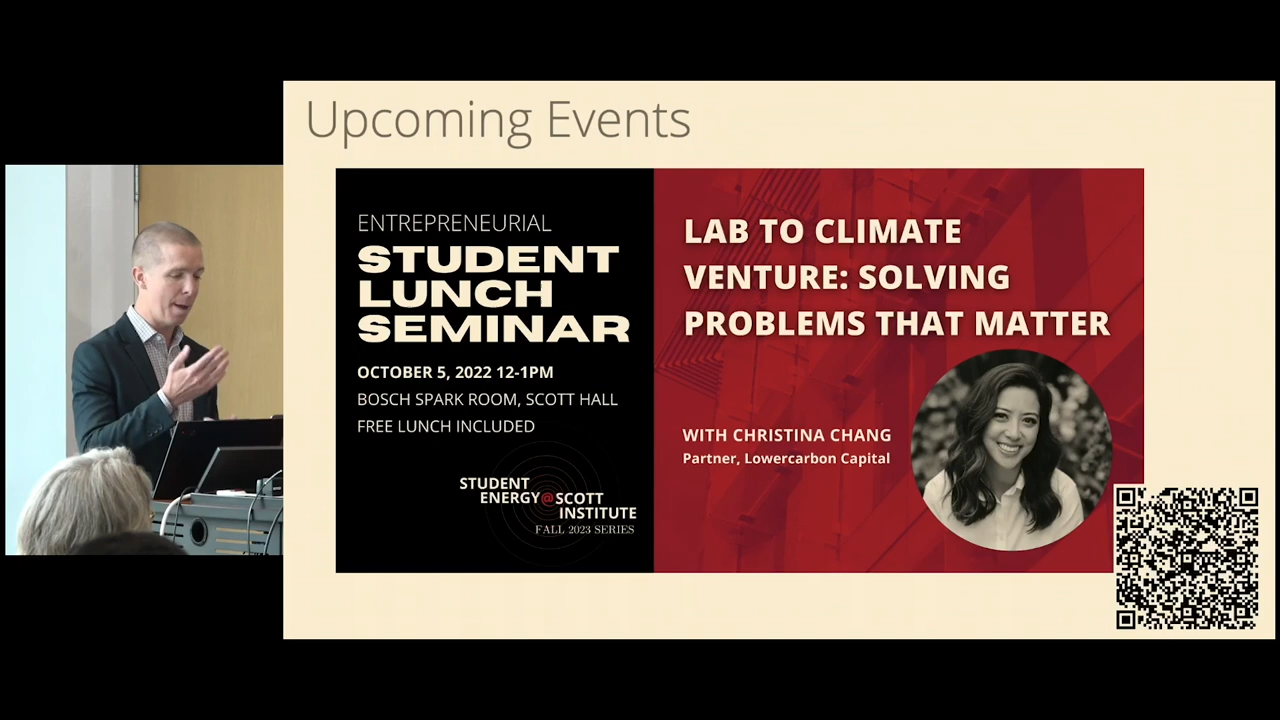 Upcoming Events
ENTREPRENEURIAL
STUDENT
LUNCH
SEMINAR
OCTOBER 5, 2022 12-1PM
BOSCH SPARK ROOM, SCOTT HALL
FREE LUNCH INCLUDED
STUDENT
ENERGY@SCOTT
INSTITUTE
FALL 2023 SERIES
LAB TO CLIMATE
VENTURE: SOLVING
PROBLEMS THAT MATTER
WITH CHRISTINA CHANG
Partner, Lowercarbon Capital